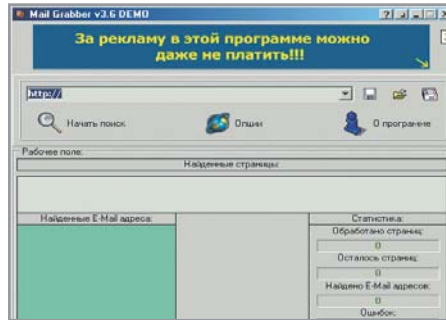 Mail Grabber v3.6 DEMO
За рекламу в этой программе можно
даже не платить!!!
http://
Начать поиск
Опции
О программе
Рабочее поле:
Найденные страницы:
Найденные E-Mail адреса:
Статистика:
Обработано страниц:
0
Осталось страниц:
0
Найдено E-Mail адресов:
0
Ошибок: